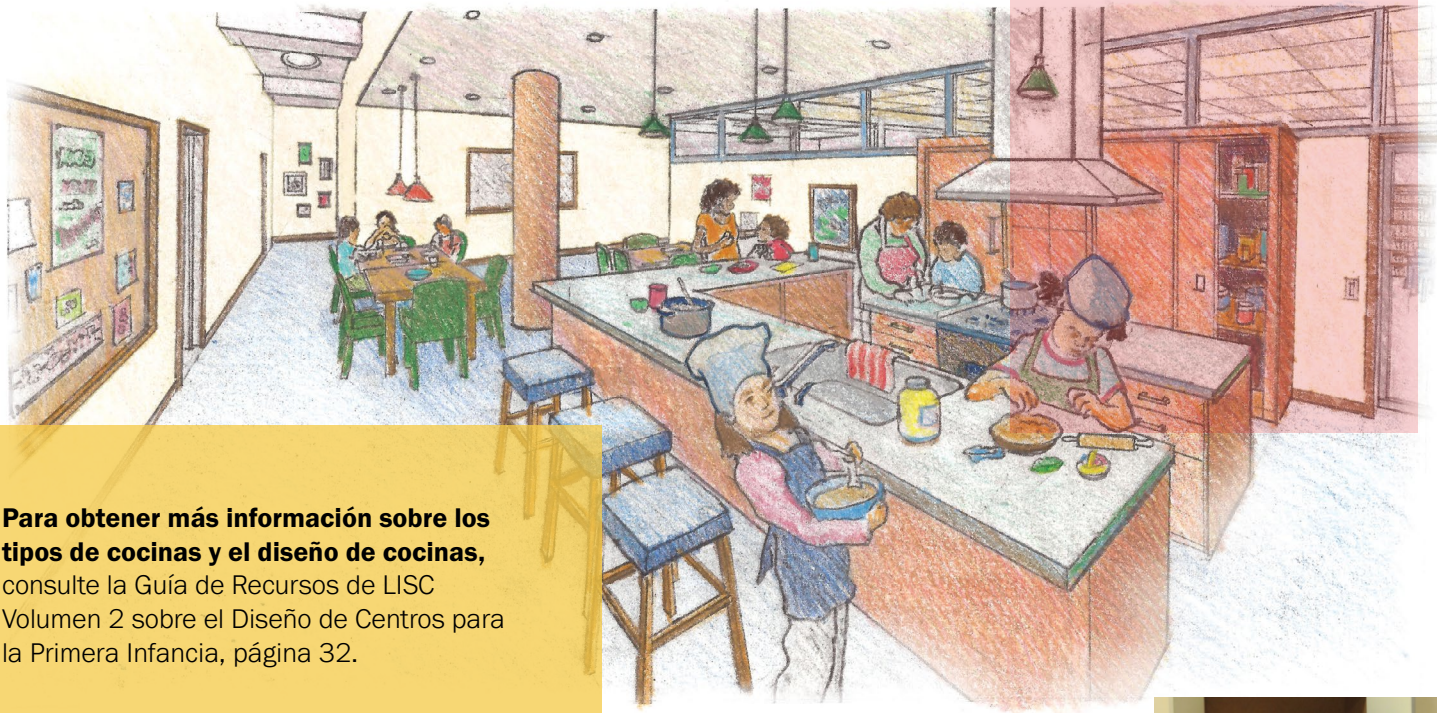 Para obtener más información sobre los
tipos de cocinas y el diseño de cocinas,
consulte la Guía de Recursos de LISC
Volumen 2 sobre el Diseño de Centros para
la Primera Infancia, página 32.